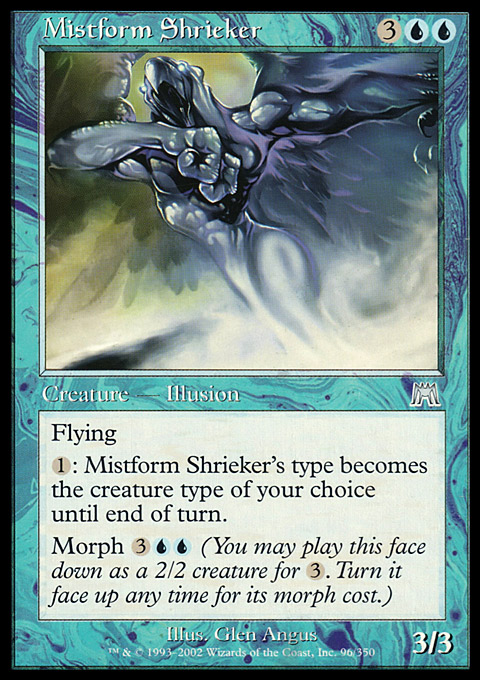 Mistform Shrieker 3
Creature — Illusion
Flying
1: Mistform Shrieker's type becomes
the creature type of your choice
until end of turn.
Morph 3 (You may play this face
down as a 2/2 creature for 3. Turn it
face up any time for its morph cost.)
Illus. Glen Angus
™ & © 1993-2002 Wizards of the Coast, Inc. 96/350
3/3